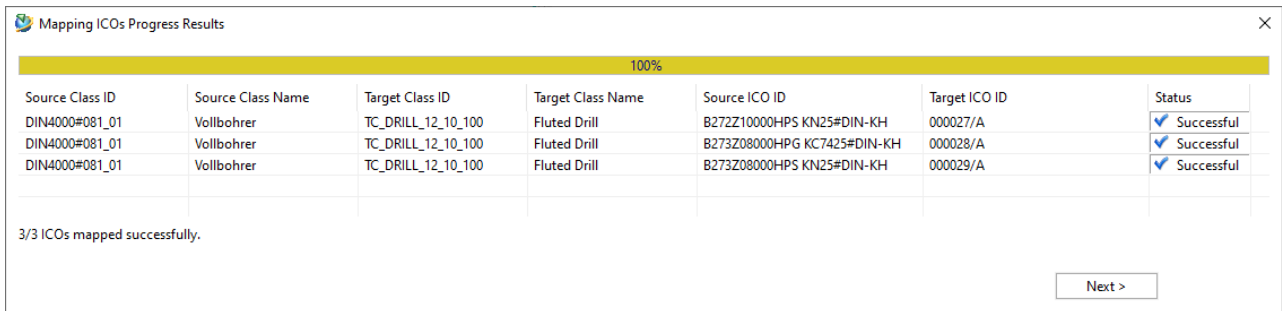 Mapping ICOs Progress Results
100%
Source Class ID Source Class Name Target Class ID Target Class Name Source ICO ID Target ICO ID Status
DIN4000#081_01 Vollbohrer TC_DRILL_12_10_100 Fluted Drill B272Z10000HPS KN25#DIN-KH 000027/A Successful
DIN4000#081_01 Vollbohrer TC_DRILL_12_10_100 Fluted Drill B273Z08000HPG KC7425#DIN-KH 000028/A Successful
DIN4000#081_01 Vollbohrer TC_DRILL_12_10_100 Fluted Drill B273Z08000HPS KN25#DIN-KH 000029/A Successful
3/3 ICOs mapped successfully.
Next >